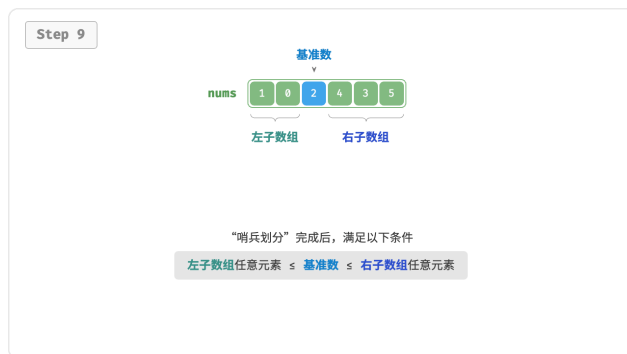 Step 9
基准数
nums 1 0 2 4 3 5
左子数组 右子数组
“哨兵划分”完成后，满足以下条件
左子数组任意元素 ≤ 基准数 ≤ 右子数组任意元素